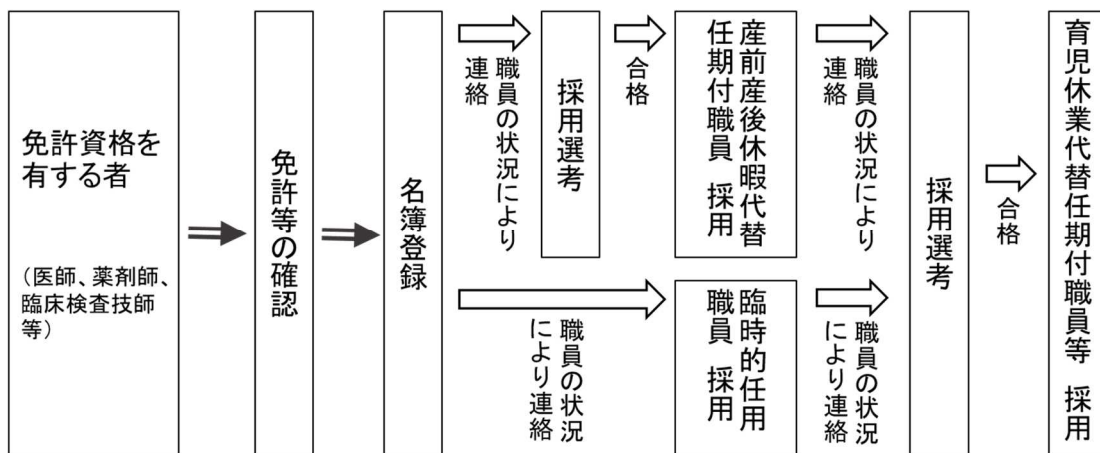 免許資格を
有する者
（医師、薬剤師、
臨床検査技師
等）
免許等の確認
名簿登録
職員の状況により
連絡
採用選考
合格
産前産後休暇代替
任期付職員 採用
職員の状況により
連絡
職員の状況
により連絡
臨時的任用
職員 採用
職員の状況
により連絡
採用選考
合格
育児休業代替任期付職員等 採用